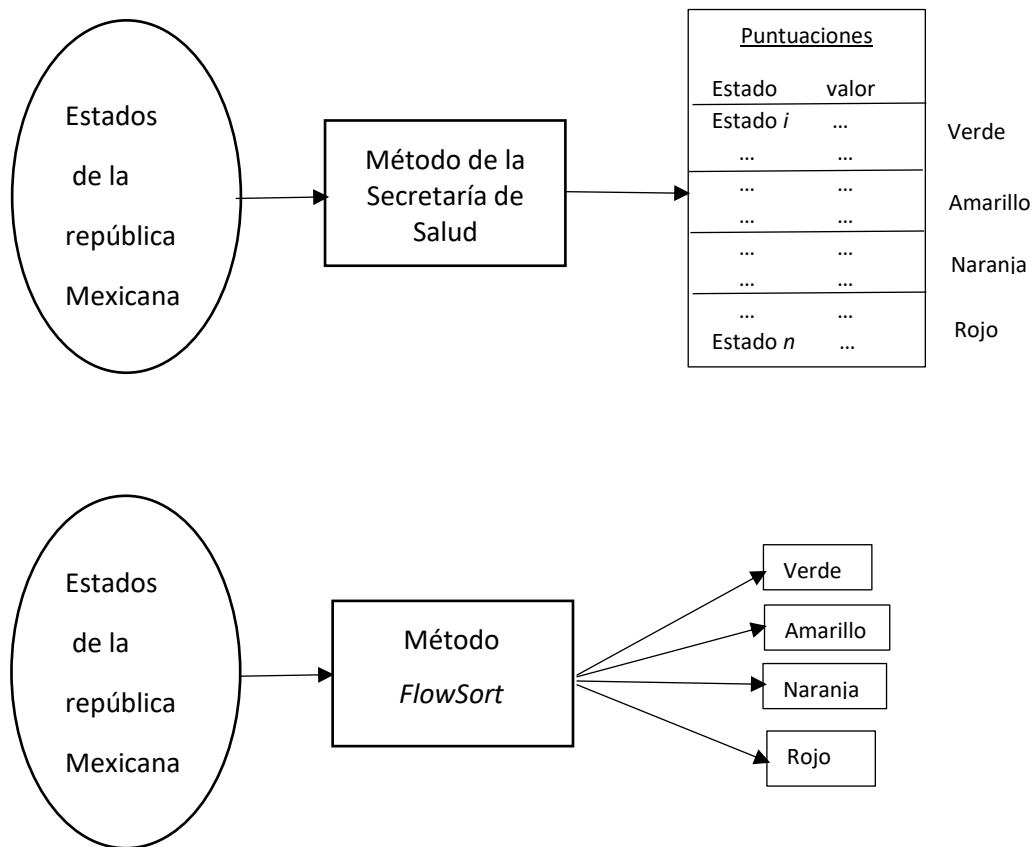 Estados
de la
república
Mexicana
Método de la
Secretaría de
Salud
Puntuaciones
Estado valor
Estado i ...
... ...
... ...
... ...
... ...
... ...
... ...
Estado n ...
Verde
Amarillo
Naranja
Rojo
Estados
de la
república
Mexicana
Método
FlowSort
Verde
Amarillo
Naranja
Rojo